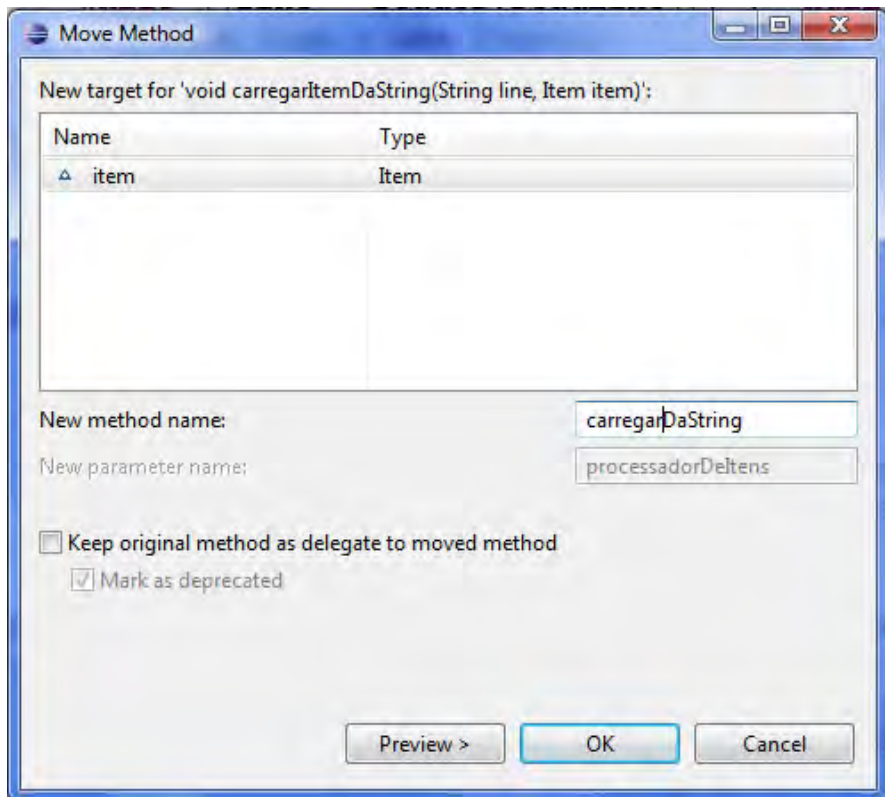 Move Method
New target for 'void carregarItemDaString(String line, Item item)':
Name Type
item Item
New method name: carregarDaString
New parameter name: processadorDeItens
Keep original method as delegate to moved method
Mark as deprecated
Preview > OK Cancel